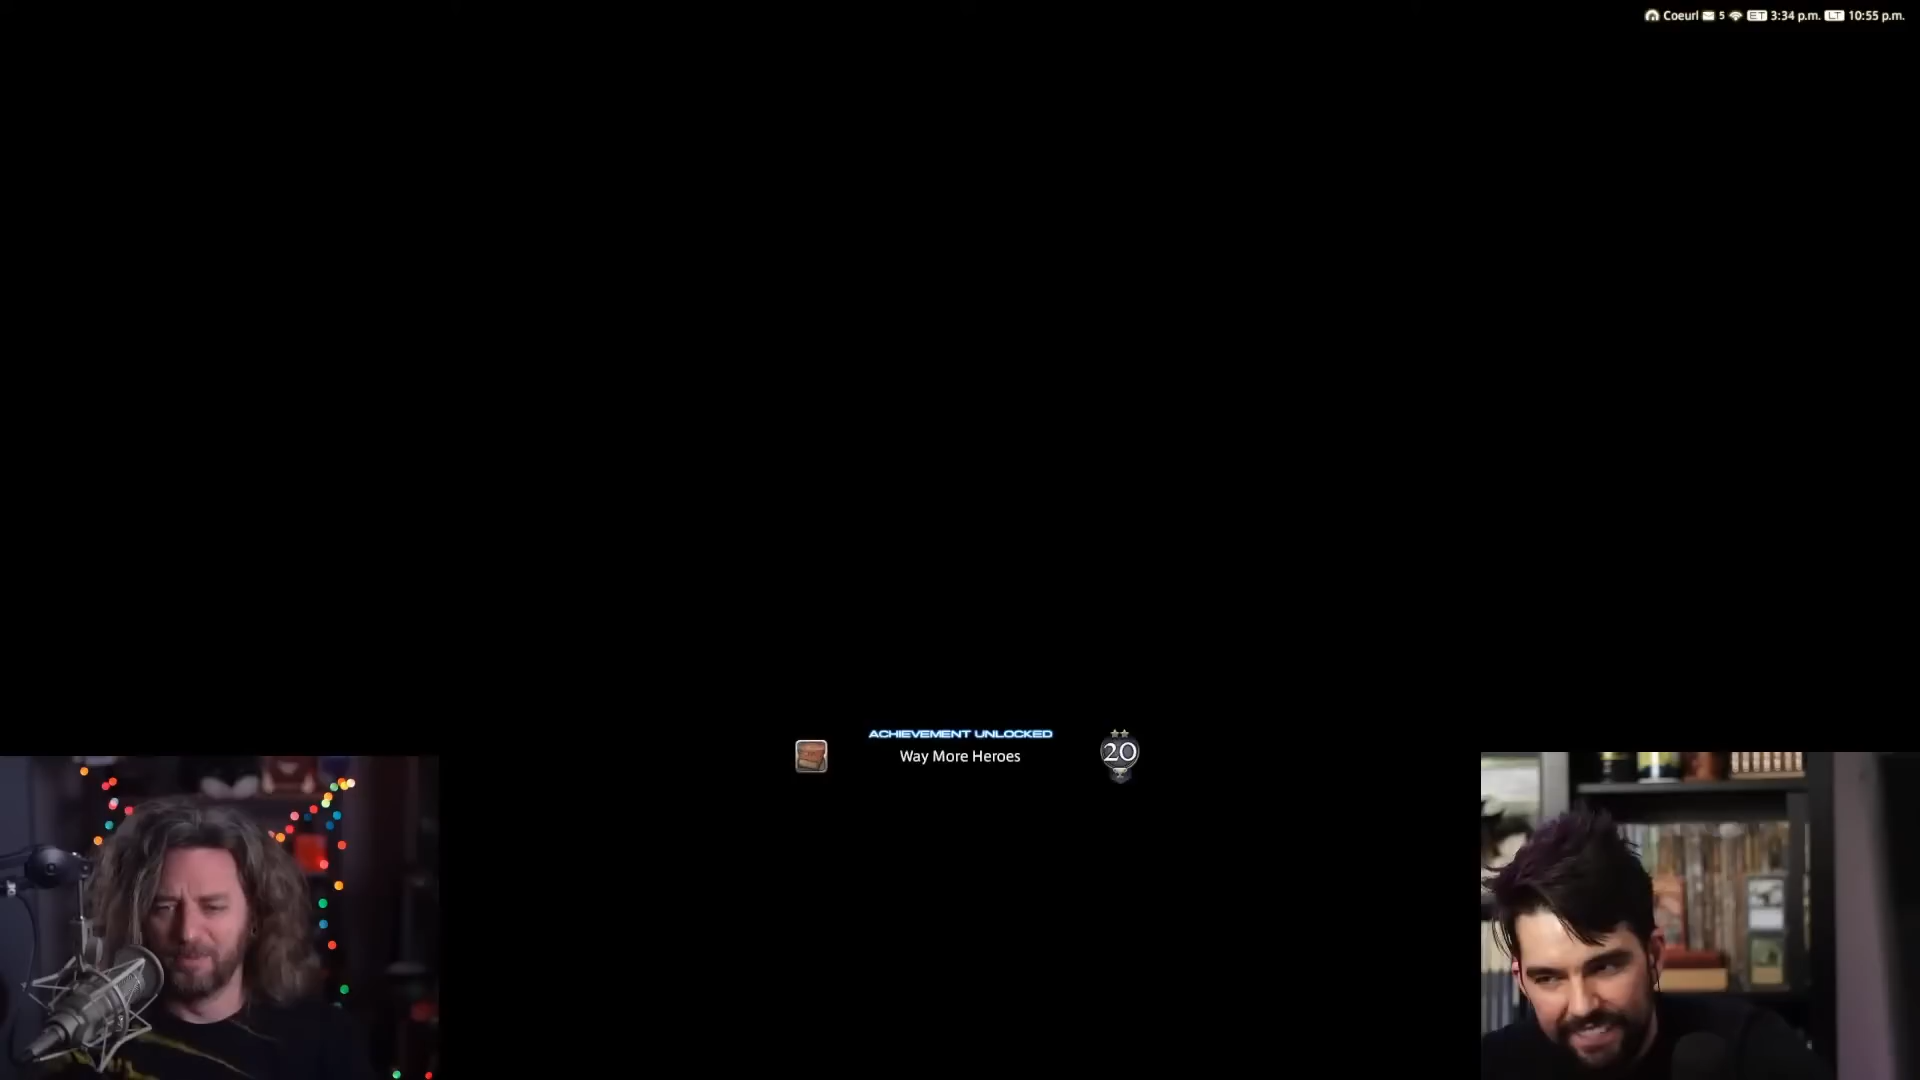 Coeurl 5 ET 3:34 p.m. LT 10:55 p.m.
ACHIEVEMENT UNLOCKED
Way More Heroes
20